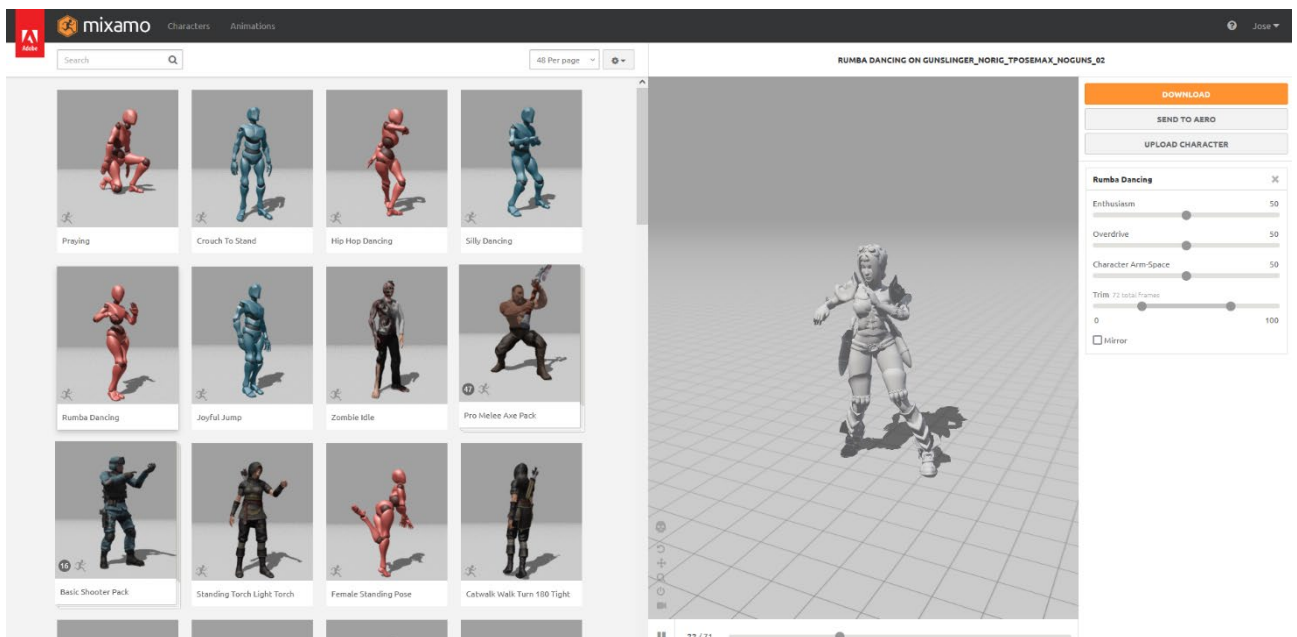 Adobe
mixamo
Characters
Animations
Jose
Search
48 Per page
RUMBA DANCING ON GUNSLINGER_NORIG_TPOSEMAX_NOGUNS_02
Praying
Crouch To Stand
Hip Hop Dancing
Silly Dancing
Rumba Dancing
Joyful Jump
Zombie Idle
47
Pro Melee Axe Pack
16
Basic Shooter Pack
Standing Torch Light Torch
Female Standing Pose
Catwalk Walk Turn 180 Tight
DOWNLOAD
SEND TO AERO
UPLOAD CHARACTER
Rumba Dancing
Enthusiasm 50
Overdrive 50
Character Arm-Space 50
Trim 72 total frames
0 100
Mirror